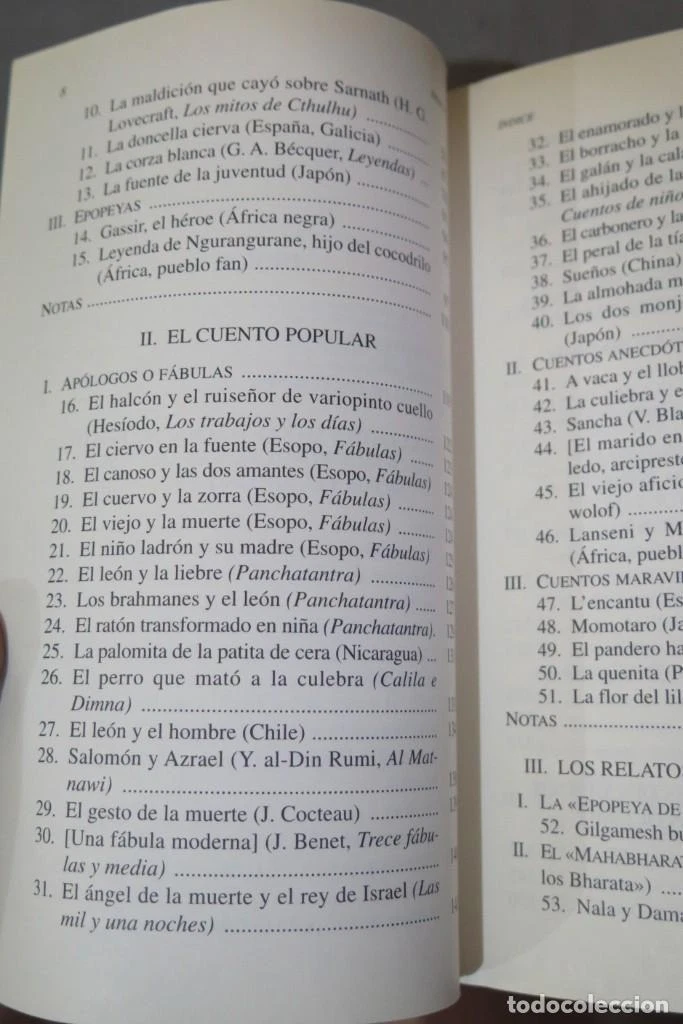 8
10. La maldición que cayó sobre Sarnath (H. G.
Lovecraft, Los mitos de Cthulhu) ..........
11. La doncella cierva (España, Galicia) ..........
12. La corza blanca (G. A. Bécquer, Leyendas) ..
13. La fuente de la juventud (Japón) ..........
III. EPOPEYAS ..........
14. Gassir, el héroe (África negra) ..........
15. Leyenda de Ngurangurane, hijo del cocodrilo
(África, pueblo fan) ..........
NOTAS ..........
II. EL CUENTO POPULAR
I. APÓLOGOS O FÁBULAS ..........
16. El halcón y el ruiseñor de variopinto cuello
(Hesíodo, Los trabajos y los días) ..........
17. El ciervo en la fuente (Esopo, Fábulas) ......
18. El canoso y las dos amantes (Esopo, Fábulas)
19. El cuervo y la zorra (Esopo, Fábulas) ........
20. El viejo y la muerte (Esopo, Fábulas) ........
21. El niño ladrón y su madre (Esopo, Fábulas)
22. El león y la liebre (Panchatantra) ..........
23. Los brahmanes y el león (Panchatantra) .....
24. El ratón transformado en niña (Panchatantra).
25. La palomita de la patita de cera (Nicaragua) ...
26. El perro que mató a la culebra (Calila e
Dimna) ..........
27. El león y el hombre (Chile) ..........
28. Salomón y Azrael (Y. al-Din Rumi, Al Mat-
nawi) ..........
29. El gesto de la muerte (J. Cocteau) ..........
30. [Una fábula moderna] (J. Benet, Trece fábu-
las y media) ..........
31. El ángel de la muerte y el rey de Israel (Las
mil y una noches) ..........
ÍNDICE
32. El enamorado y l
33. El borracho y la
34. El galán y la cala
35. El ahijado de la
Cuentos de niño
36. El carbonero y la
37. El peral de la tía
38. Sueños (China)
39. La almohada m
40. Los dos monj
(Japón) ..........
II. CUENTOS ANECDÓT
41. A vaca y el llob
42. La culiebra y e
43. Sancha (V. Bla
44. [El marido en
ledo, arciprest
45. El viejo afici
wolof) ..........
46. Lanseni y M
(África, pueb
III. CUENTOS MARAVI
47. L'encantu (Es
48. Momotaro (Ja
49. El pandero ha
50. La quenita (P
51. La flor del lil
NOTAS ..........
III. LOS RELATO
I. LA «EPOPEYA DE
52. Gilgamesh bu
II. EL «MAHABHARAT
los Bharata») ..........
53. Nala y Dama
todocoleccion